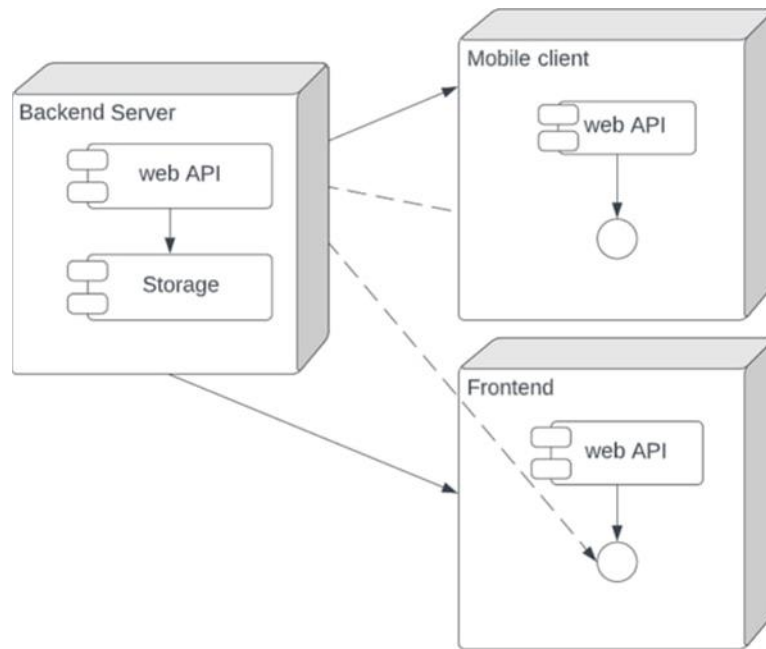 Backend Server
web API
Storage
Mobile client
web API
Frontend
web API